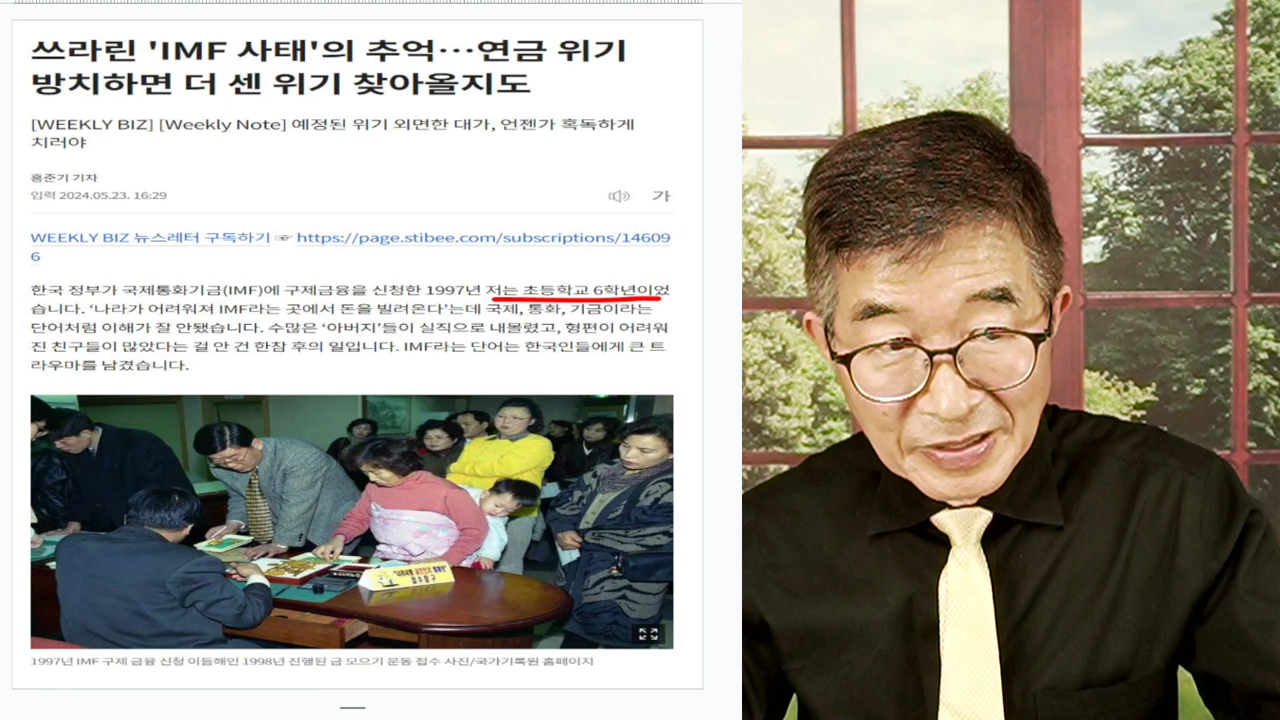 쓰라린 'IMF 사태'의 추억…연금 위기
방치하면 더 센 위기 찾아올지도
[WEEKLY BIZ] [Weekly Note] 예정된 위기 외면한 대가, 언젠가 혹독하게
치러야
홍준기 기자
입력 2024.05.23. 16:29
가
WEEKLY BIZ 뉴스레터 구독하기 ☞ https://page.stibee.com/subscriptions/14609
6
한국 정부가 국제통화기금(IMF)에 구제금융을 신청한 1997년 저는 초등학교 6학년이었
습니다. ‘나라가 어려워져 IMF라는 곳에서 돈을 빌려온다’는데 국제, 통화, 기금이라는
단어처럼 이해가 잘 안됐습니다. 수많은 ‘아버지’들이 실직으로 내몰렸고, 형편이 어려워
진 친구들이 많았다는 걸 안 건 한참 후의 일입니다. IMF라는 단어는 한국인들에게 큰 트
라우마를 남겼습니다.
접수창구
1997년 IMF 구제 금융 신청 이듬해인 1998년 진행된 금 모으기 운동 접수 사진/국가기록원 홈페이지